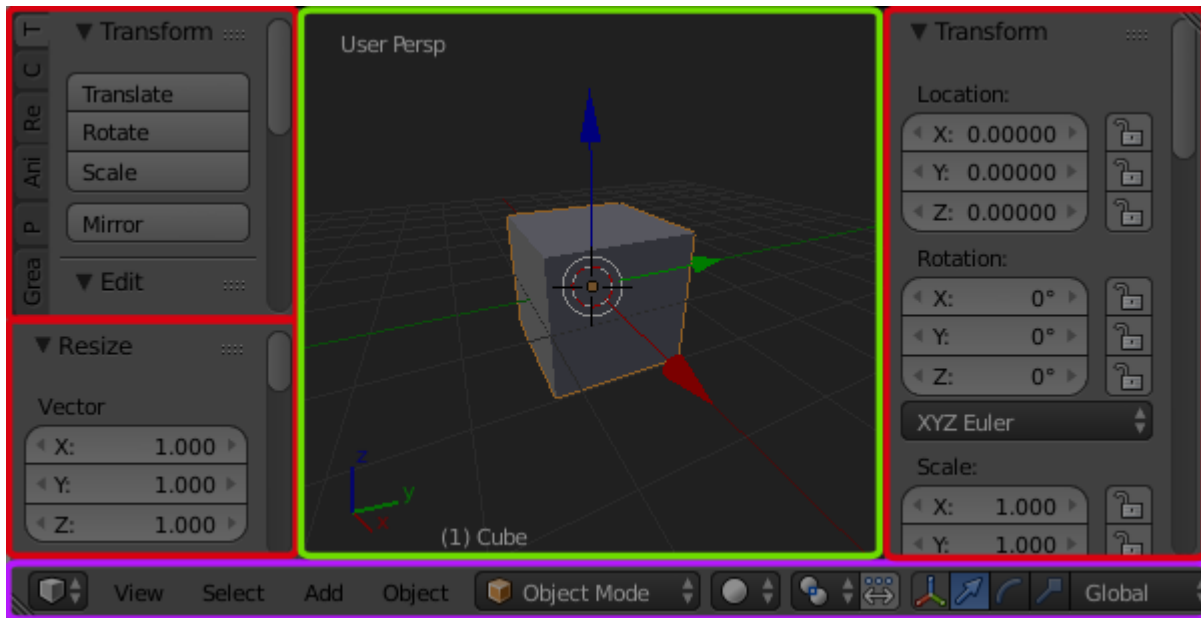 T
C
Re
Ani
P
Grea
Transform
Translate
Rotate
Scale
Mirror
Edit
Resize
Vector
X: 1.000
Y: 1.000
Z: 1.000
User Persp
z
y
x
(1) Cube
Transform
Location:
X: 0.00000
Y: 0.00000
Z: 0.00000
Rotation:
X: 0°
Y: 0°
Z: 0°
XYZ Euler
Scale:
X: 1.000
Y: 1.000
View Select Add Object Object Mode Global